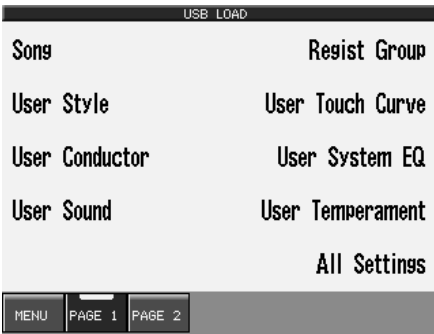 USB LOAD
Song
Regist Group
User Style
User Touch Curve
User Conductor
User System EQ
User Sound
User Temperament
All Settings
MENU
PAGE 1
PAGE 2